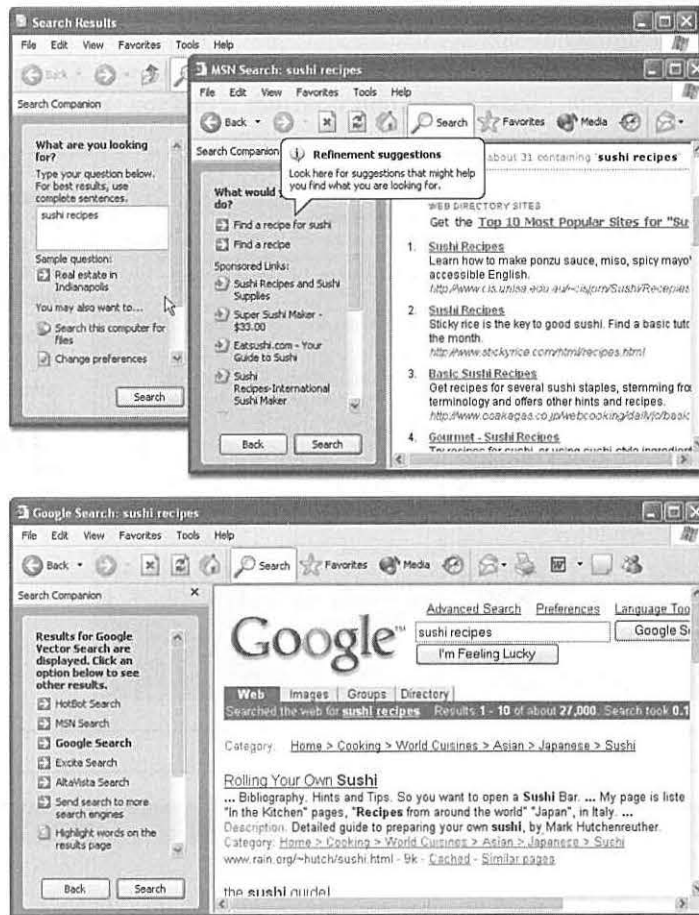 Search Results
File Edit View Favorites Tools Help
Back
Search Companion
What are you looking for?
Type your question below. For best results, use complete sentences.
sushi recipes
Sample question:
Real estate in Indianapolis
You may also want to...
Search this computer for files
Change preferences
Search
MSN Search: sushi recipes
File Edit View Favorites Tools Help
Back Search Favorites Media
Search Companion
Refinement suggestions
Look here for suggestions that might help
you find what you are looking for.
What would y
do?
Find a recipe for sushi
Find a recipe
Sponsored Links:
Sushi Recipes and Sushi
Supplies
Super Sushi Maker -
$33.00
Eatsushi.com - Your
Guide to Sushi
Sushi
Recipes-International
Sushi Maker
Back Search
about 31 containing "sushi recipes"
WEB DIRECTORY SITES
Get the Top 10 Most Popular Sites for "Su
1. Sushi Recipes
Learn how to make ponzu sauce, miso, spicy mayo
accessible English.
2. Sushi Recipes
Sticky rice is the key to good sushi. Find a basic tuto
the month.
http://www.stickyrice.com/html/recipes.html
3. Basic Sushi Recipes
Get recipes for several sushi staples, stemming fro
terminology and offers other hints and recipes.
4. Gourmet - Sushi Recipes
Google Search: sushi recipes
File Edit View Favorites Tools Help
Back Search Favorites Media
Search Companion
Results for Google
Vector Search are
displayed. Click an
option below to see
other results.
HotBot Search
MSN Search
Google Search
Excite Search
AltaVista Search
Send search to more
search engines
Highlight words on the
results page
Back Search
Google™
Advanced Search Preferences Language Too
sushi recipes Google S
I'm Feeling Lucky
Web Images Groups Directory
Searched the web for sushi recipes Results 1 - 10 of about 27,000. Search took 0.1
Category: Home > Cooking > World Cuisines > Asian > Japanese > Sushi
Rolling Your Own Sushi
... Bibliography. Hints and Tips. So you want to open a Sushi Bar. ... My page is liste
"In the Kitchen" pages, "Recipes from around the world" "Japan", in Italy. ...
Description: Detailed guide to preparing your own sushi, by Mark Hutchenreuther.
Category: Home > Cooking > World Cuisines > Asian > Japanese > Sushi
www.rain.org/~hutch/sushi.html - 9k - Cached - Similar pages
the sushi guide!